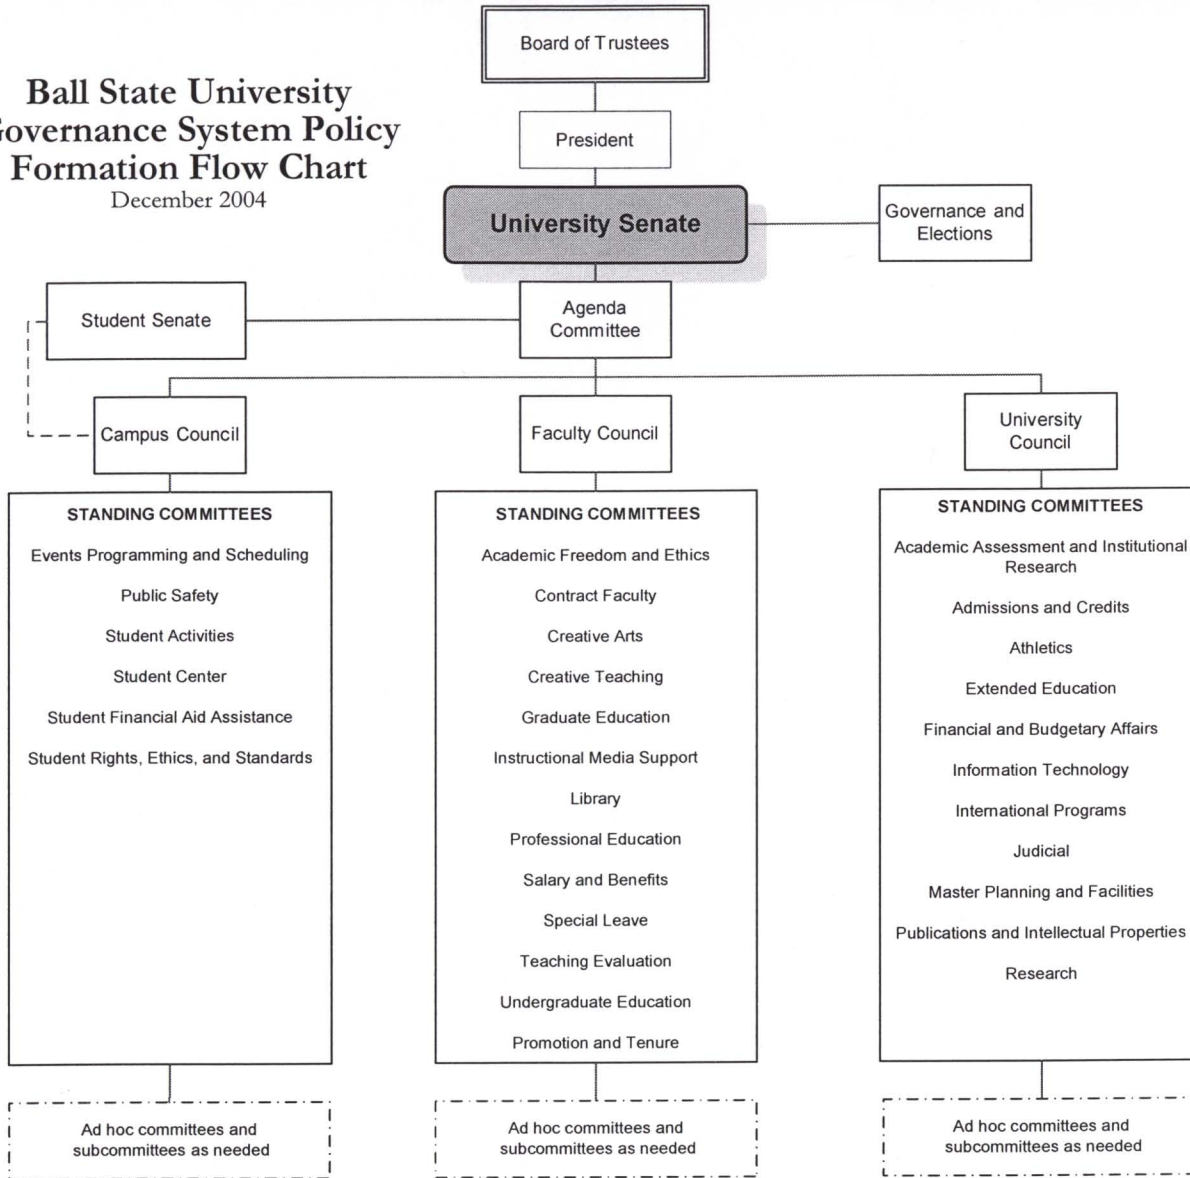 Board of Trustees
Ball State University
Governance System Policy
Formation Flow Chart
December 2004
President
University Senate
Governance and
Elections
Student Senate
Agenda
Committee
Campus Council
Faculty Council
University
Council
STANDING COMMITTEES
Events Programming and Scheduling
Public Safety
Student Activities
Student Center
Student Financial Aid Assistance
Student Rights, Ethics, and Standards
STANDING COMMITTEES
Academic Freedom and Ethics
Contract Faculty
Creative Arts
Creative Teaching
Graduate Education
Instructional Media Support
Library
Professional Education
Salary and Benefits
Special Leave
Teaching Evaluation
Undergraduate Education
Promotion and Tenure
STANDING COMMITTEES
Academic Assessment and Institutional
Research
Admissions and Credits
Athletics
Extended Education
Financial and Budgetary Affairs
Information Technology
International Programs
Judicial
Master Planning and Facilities
Publications and Intellectual Properties
Research
Ad hoc committees and
subcommittees as needed
Ad hoc committees and
subcommittees as needed
Ad hoc committees and
subcommittees as needed